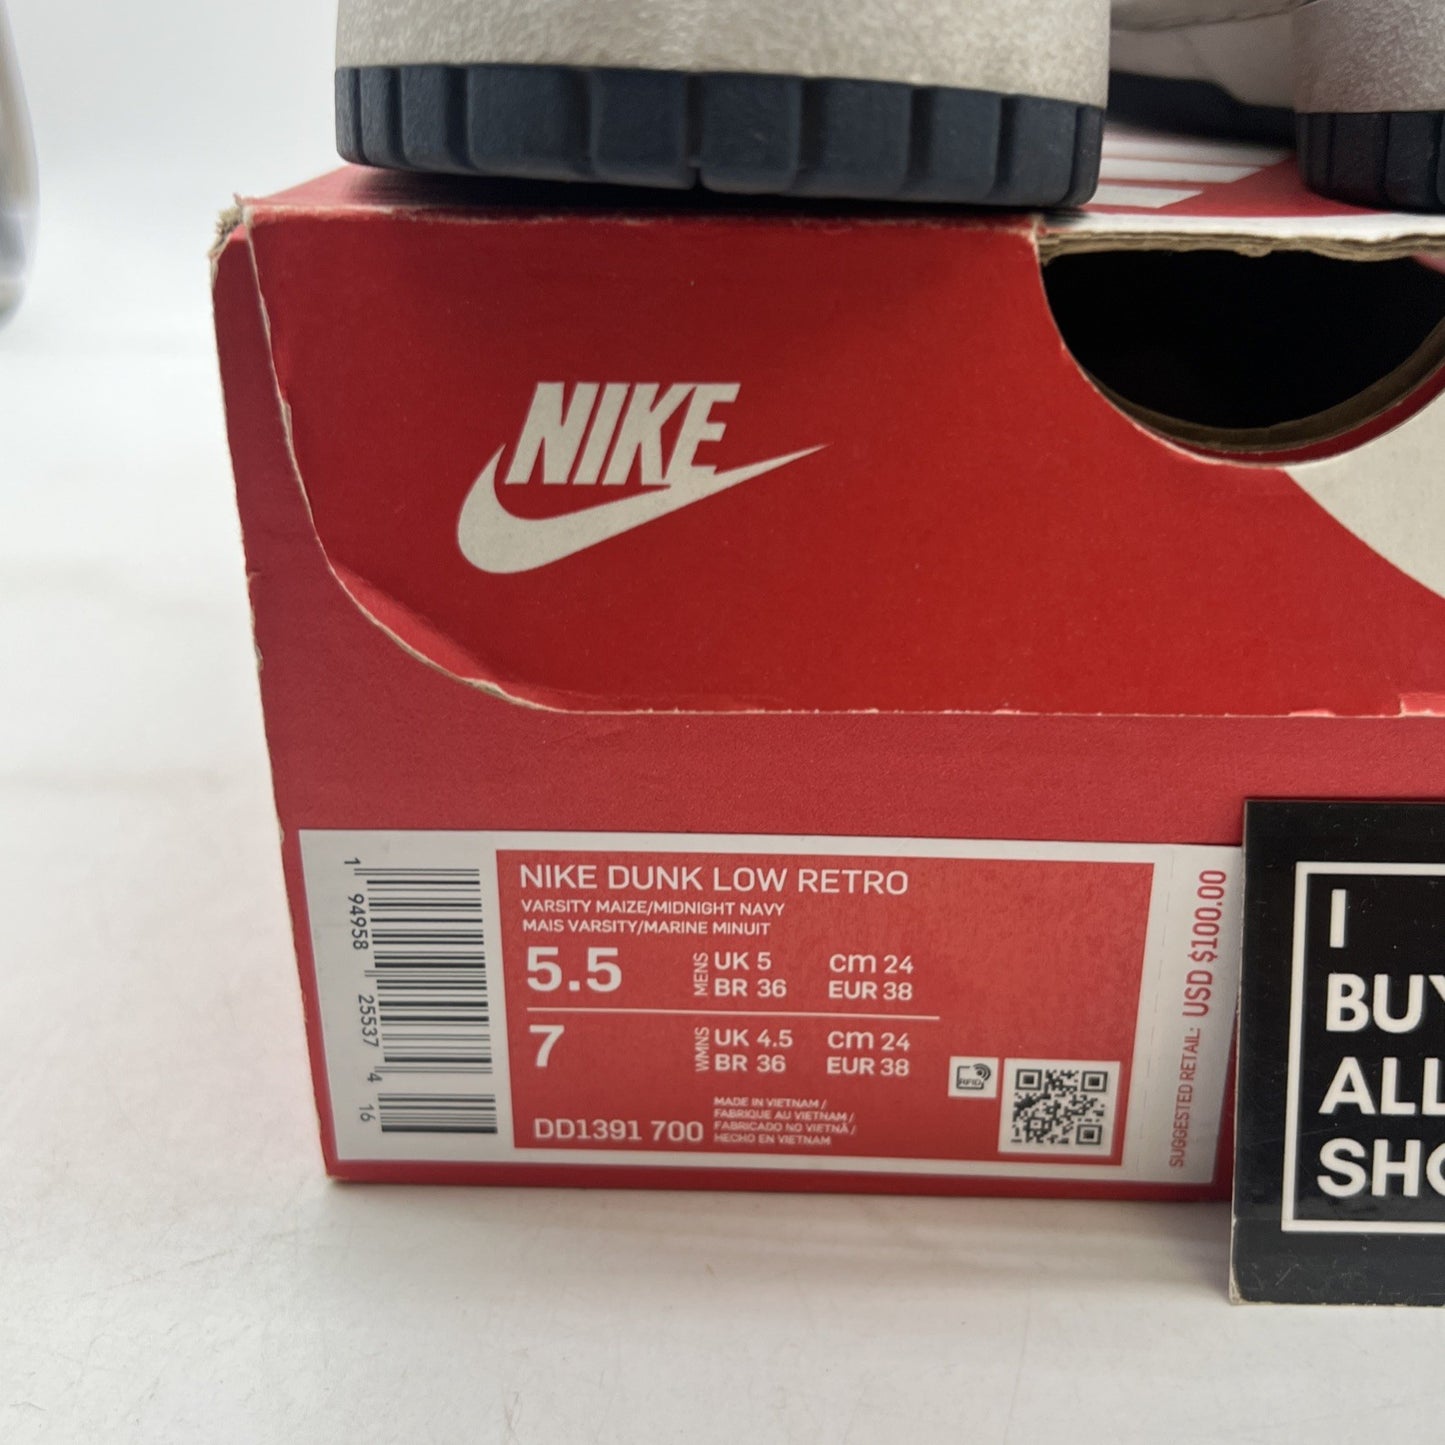 NIKE
NIKE DUNK LOW RETRO
VARSITY MAIZE/MIDNIGHT NAVY
MAIS VARSITY/MARINE MINUIT
5.5 MENS UK 5 cm 24
BR 36 EUR 38
7 WMNS UK 4.5 cm 24
BR 36 EUR 38
DD1391 700
MADE IN VIETNAM /
FABRIQUE AU VIETNAM /
FABRICADO NO VIETNÃ /
HECHO EN VIETNAM
RFID
1 94958 25537 4 16
SUGGESTED RETAIL: USD $100.00
I
BUY
ALL
SHO